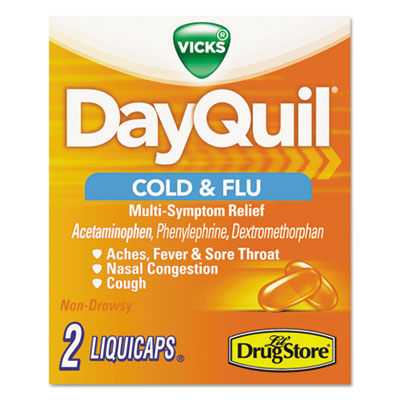 VICKS®
DayQuil®
COLD & FLU
Multi-Symptom Relief
Acetaminophen, Phenylephrine, Dextromethorphan
• Aches, Fever & Sore Throat
• Nasal Congestion
• Cough
Non-Drowsy
2 LIQUICAPS®
Lil'
DrugStore®